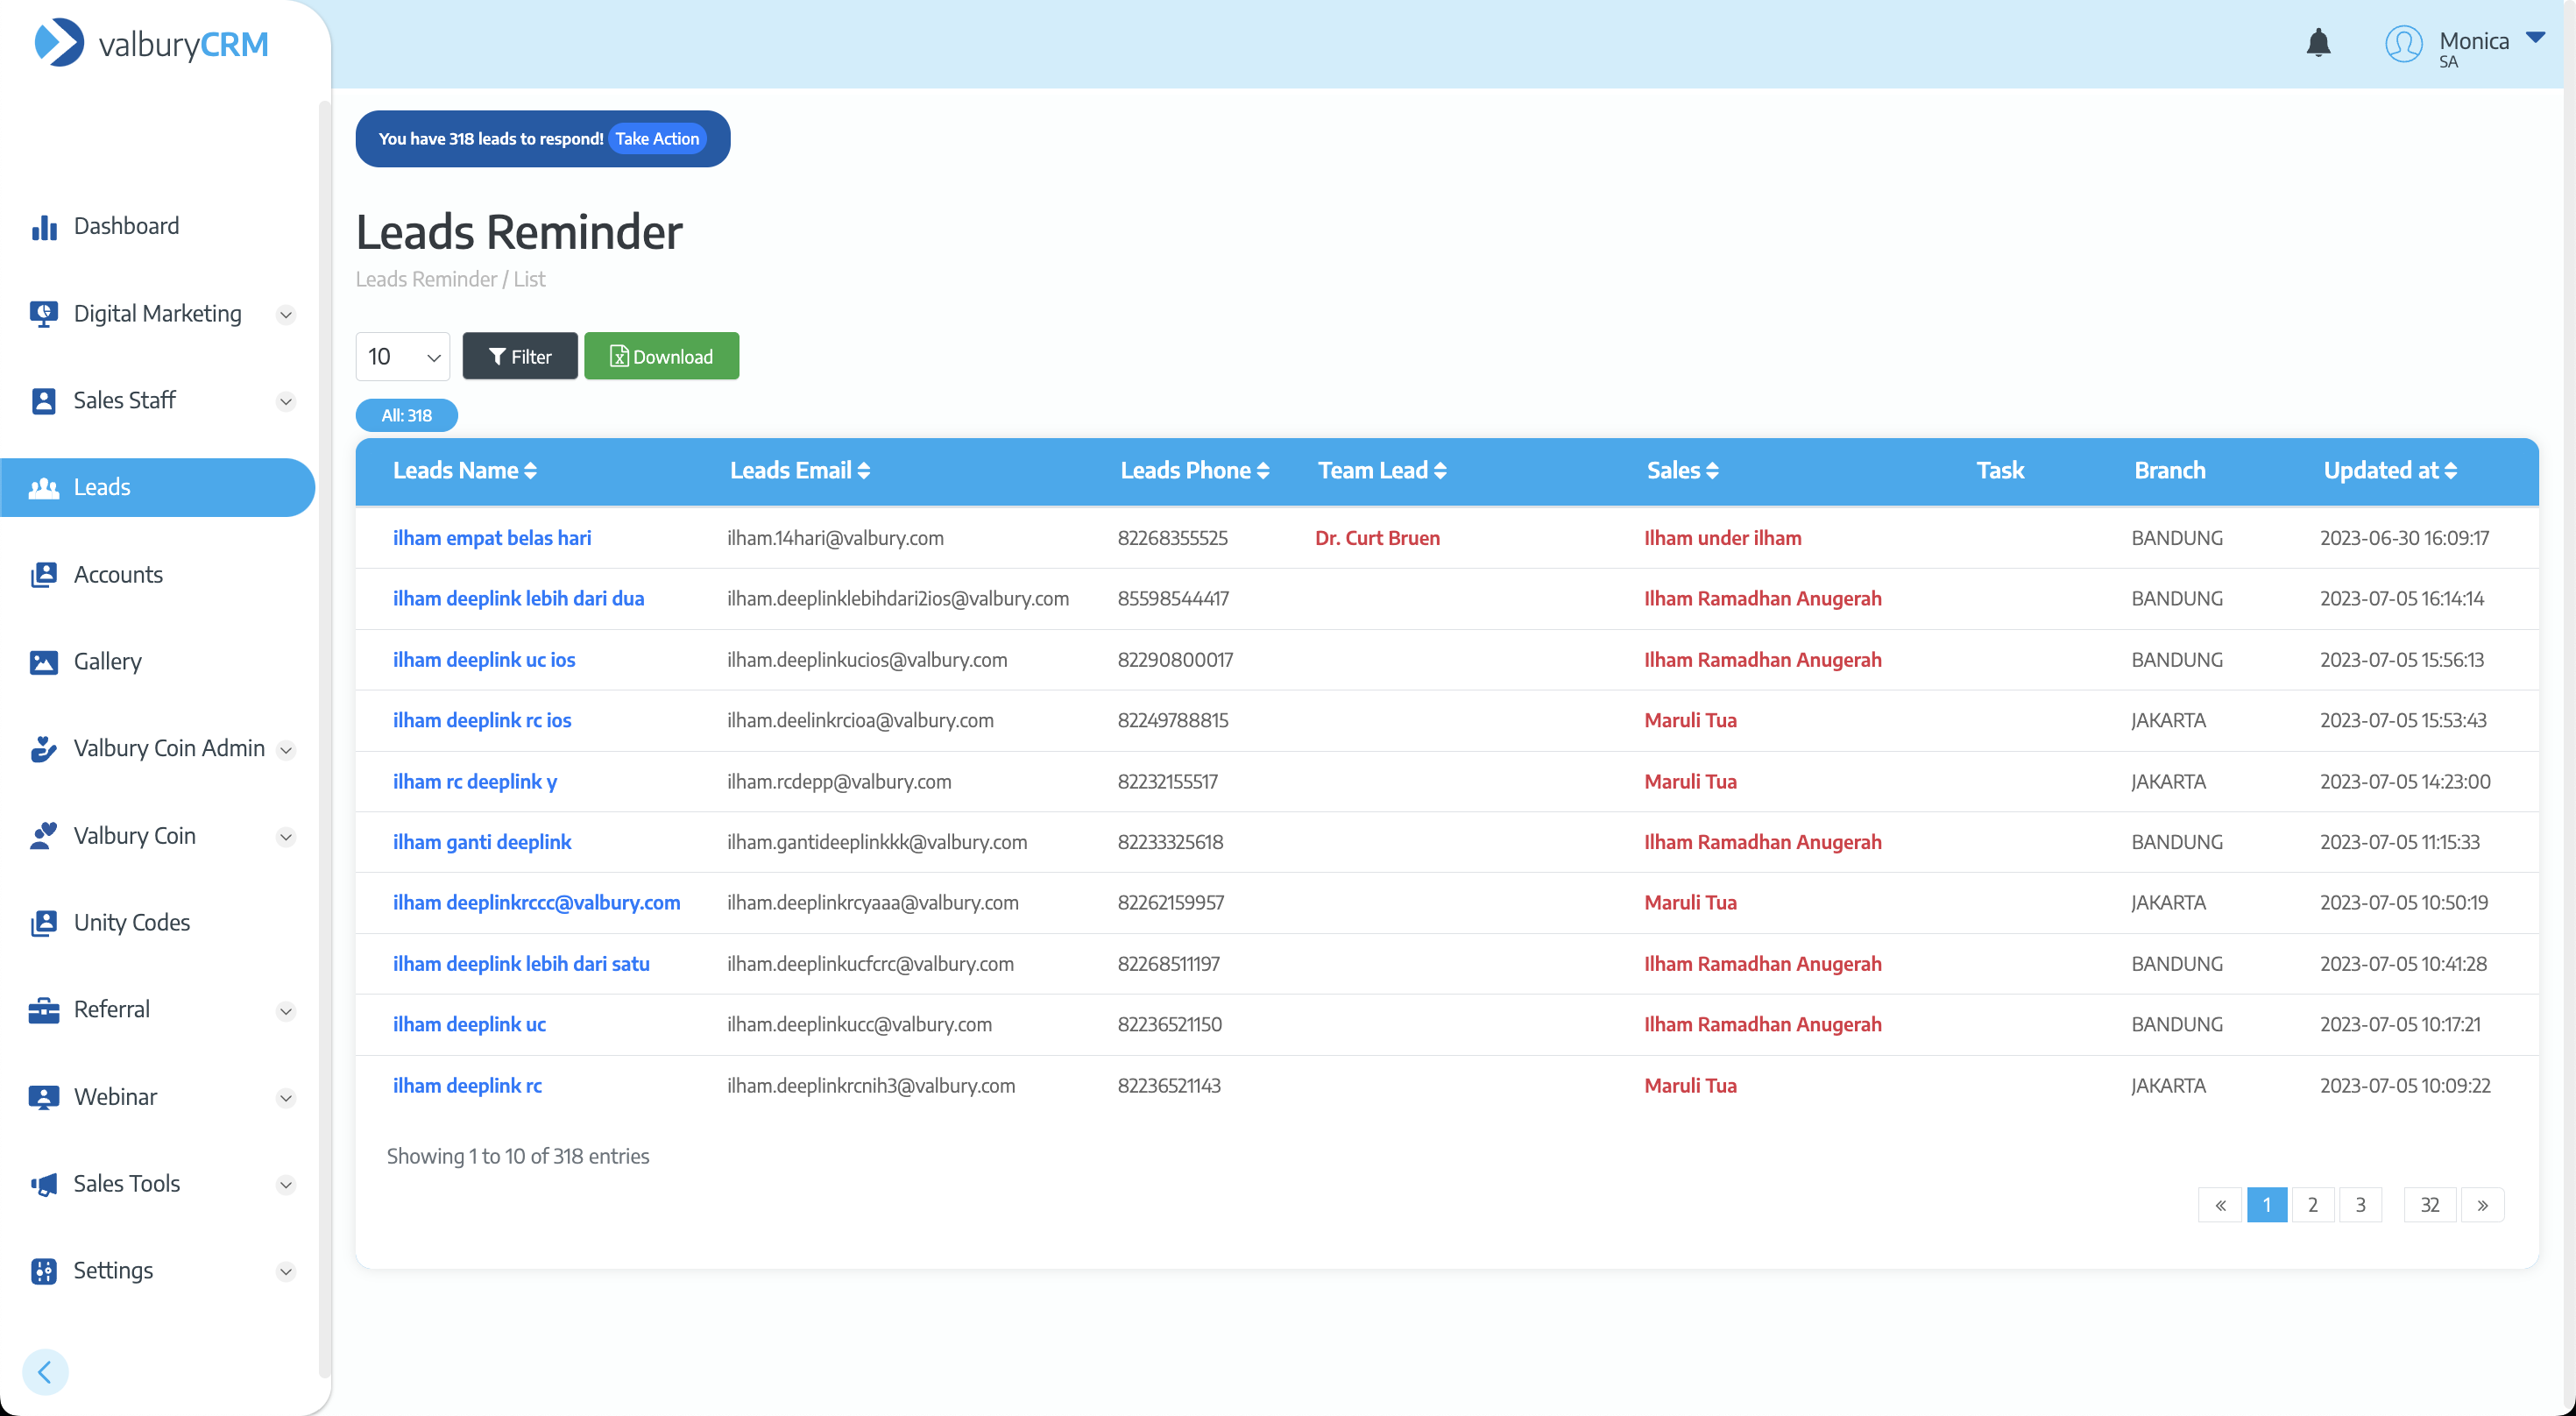 valburyCRM
Monica
SA
You have 318 leads to respond! Take Action
Dashboard
Digital Marketing
Sales Staff
Leads
Accounts
Gallery
Valbury Coin Admin
Valbury Coin
Unity Codes
Referral
Webinar
Sales Tools
Settings
Leads Reminder
Leads Reminder / List
10 Filter Download
All: 318
Leads Name Leads Email Leads Phone Team Lead Sales Task Branch Updated at
ilham empat belas hari ilham.14hari@valbury.com 82268355525 Dr. Curt Bruen Ilham under ilham BANDUNG 2023-06-30 16:09:17
ilham deeplink lebih dari dua ilham.deeplinklebihdari2ios@valbury.com 85598544417 Ilham Ramadhan Anugerah BANDUNG 2023-07-05 16:14:14
ilham deeplink uc ios ilham.deeplinkucios@valbury.com 82290800017 Ilham Ramadhan Anugerah BANDUNG 2023-07-05 15:56:13
ilham deeplink rc ios ilham.deelinkrcioa@valbury.com 82249788815 Maruli Tua JAKARTA 2023-07-05 15:53:43
ilham rc deeplink y ilham.rcdepp@valbury.com 82232155517 Maruli Tua JAKARTA 2023-07-05 14:23:00
ilham ganti deeplink ilham.gantideeplinkkk@valbury.com 82233325618 Ilham Ramadhan Anugerah BANDUNG 2023-07-05 11:15:33
ilham deeplinkrccc@valbury.com ilham.deeplinkrcyaaa@valbury.com 82262159957 Maruli Tua JAKARTA 2023-07-05 10:50:19
ilham deeplink lebih dari satu ilham.deeplinkucfcrc@valbury.com 82268511197 Ilham Ramadhan Anugerah BANDUNG 2023-07-05 10:41:28
ilham deeplink uc ilham.deeplinkucc@valbury.com 82236521150 Ilham Ramadhan Anugerah BANDUNG 2023-07-05 10:17:21
ilham deeplink rc ilham.deeplinkrcnih3@valbury.com 82236521143 Maruli Tua JAKARTA 2023-07-05 10:09:22
Showing 1 to 10 of 318 entries
« 1 2 3 32 »